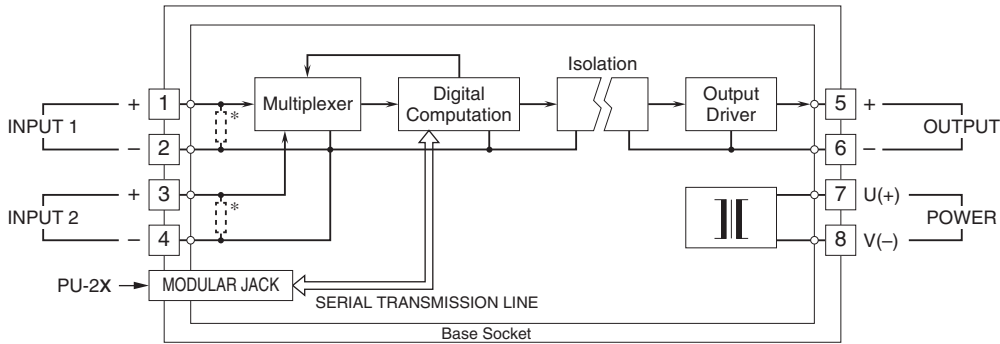 Isolation
Multiplexer
Digital
Computation
Output
Driver
INPUT 1
+ 1
*
– 2
INPUT 2
+ 3
*
– 4
5 +
6 –
OUTPUT
7 U(+)
8 V(–)
POWER
PU-2X
MODULAR JACK
SERIAL TRANSMISSION LINE
Base Socket